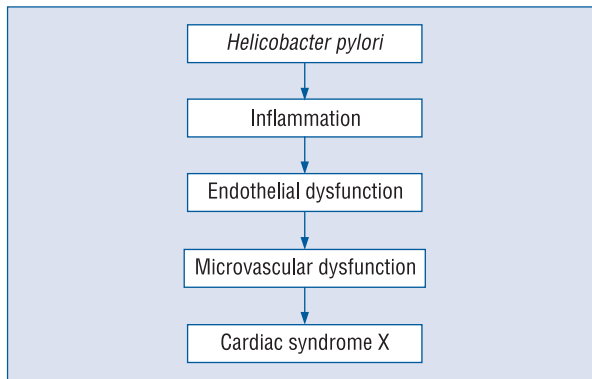 Helicobacter pylori
Inflammation
Endothelial dysfunction
Microvascular dysfunction
Cardiac syndrome X